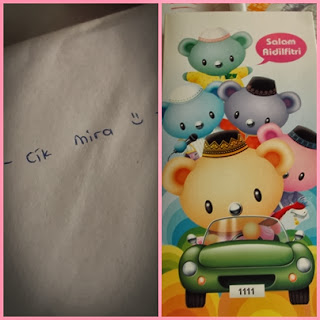 - Cik mira :)
Salam
Aidilfitri
1111